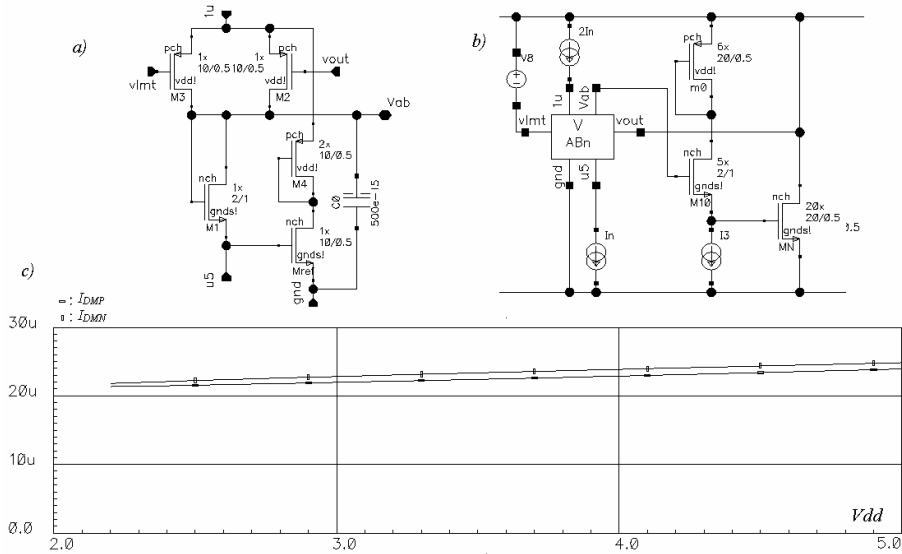 a)
1u
pch
1x
10/0.5
10/0.5
1x
pch
vlmt
vdd!
M3
vdd!
M2
vout
Vab
pch
2x
10/0.5
vdd!
M4
nch
1x
2/1
gnds!
M1
nch
1x
10/0.5
gnds!
Mref
C0
500e-15
u5
gnd
b)
V8
2In
pch
6x
20/0.5
vdd!
m0
1u
Vab
vlmt
V
ABn
vout
gnd
u5
nch
5x
2/1
gnds!
M10
nch
20x
20/0.5
gnds!
MN
In
I3
c)
▭ : IDMP
▯ : IDMN
30u
20u
10u
0.0
2.0
3.0
4.0
5.0
Vdd